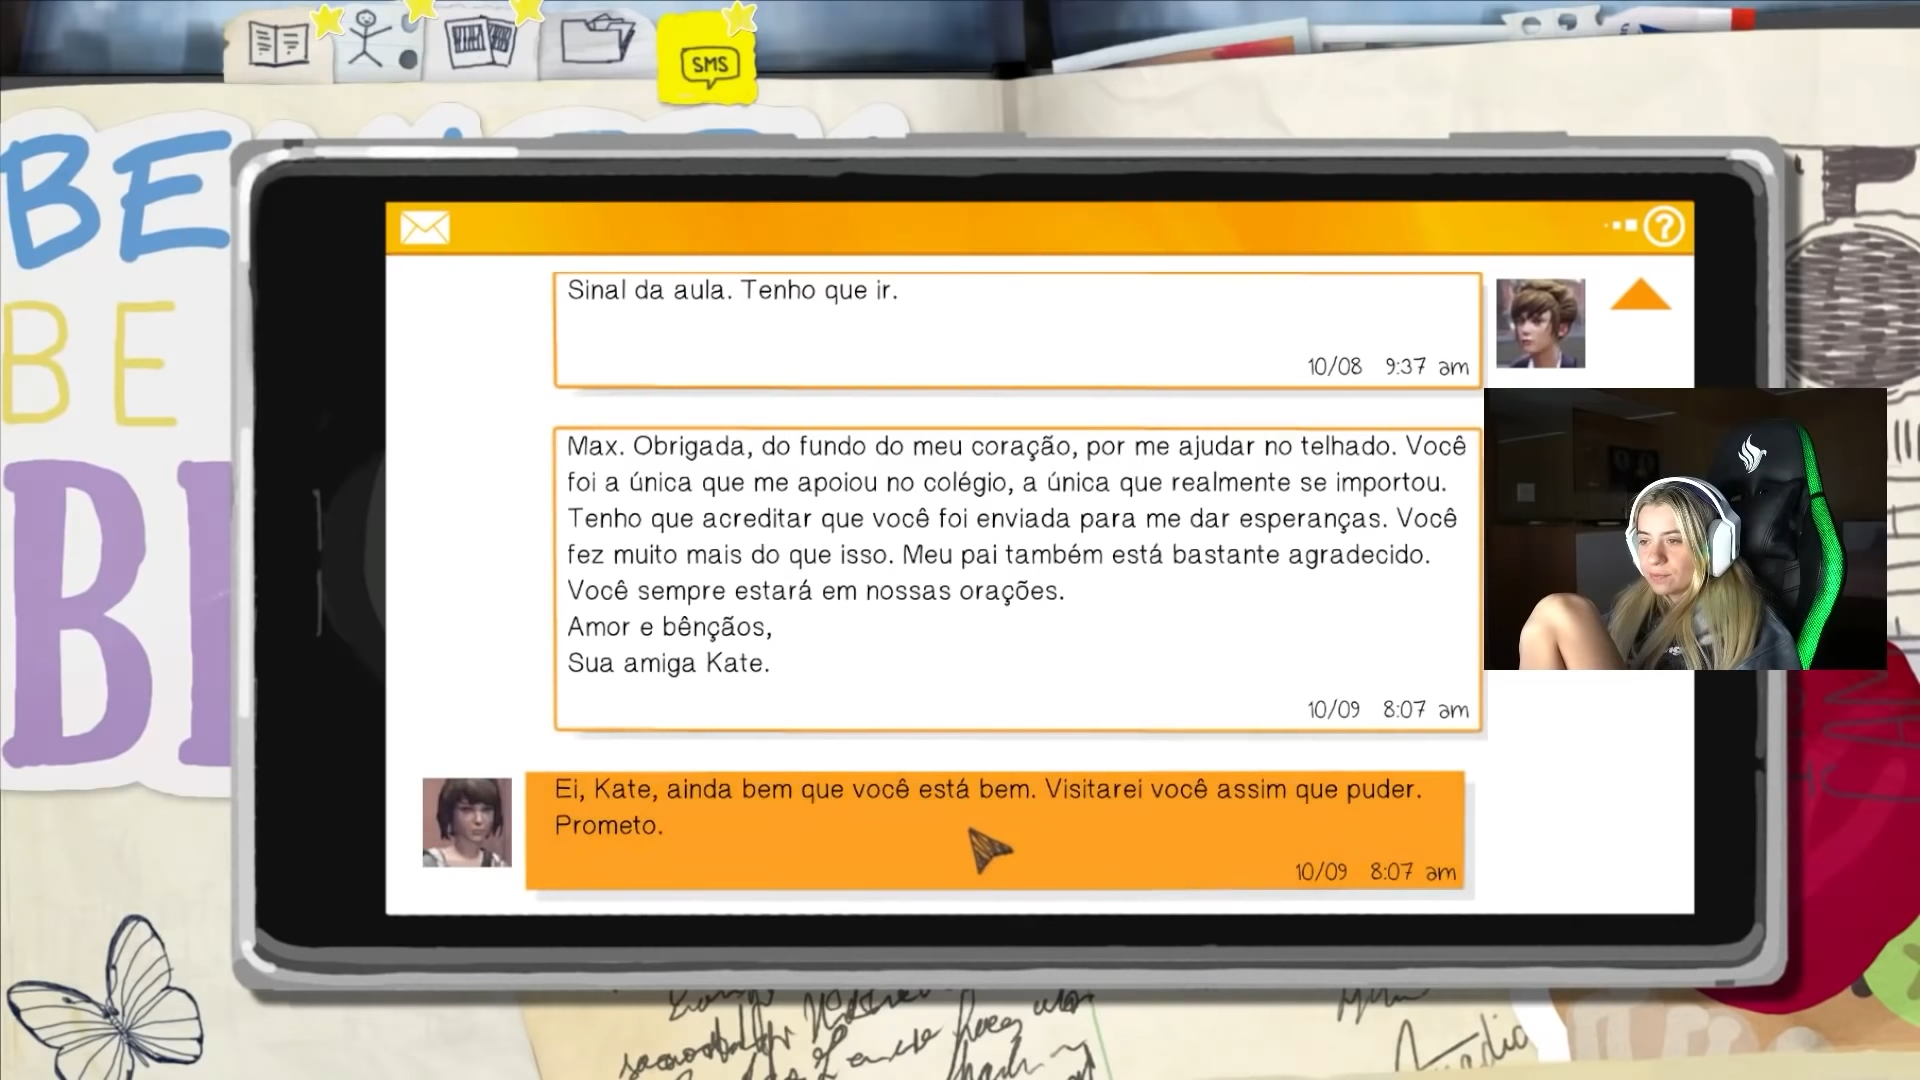 SMS
BE
BE
BE
Sinal da aula. Tenho que ir.
10/08 9:37 am
Max. Obrigada, do fundo do meu coração, por me ajudar no telhado. Você
foi a única que me apoiou no colégio, a única que realmente se importou.
Tenho que acreditar que você foi enviada para me dar esperanças. Você
fez muito mais do que isso. Meu pai também está bastante agradecido.
Você sempre estará em nossas orações.
Amor e bênçãos,
Sua amiga Kate.
10/09 8:07 am
Ei, Kate, ainda bem que você está bem. Visitarei você assim que puder.
Prometo.
10/09 8:07 am